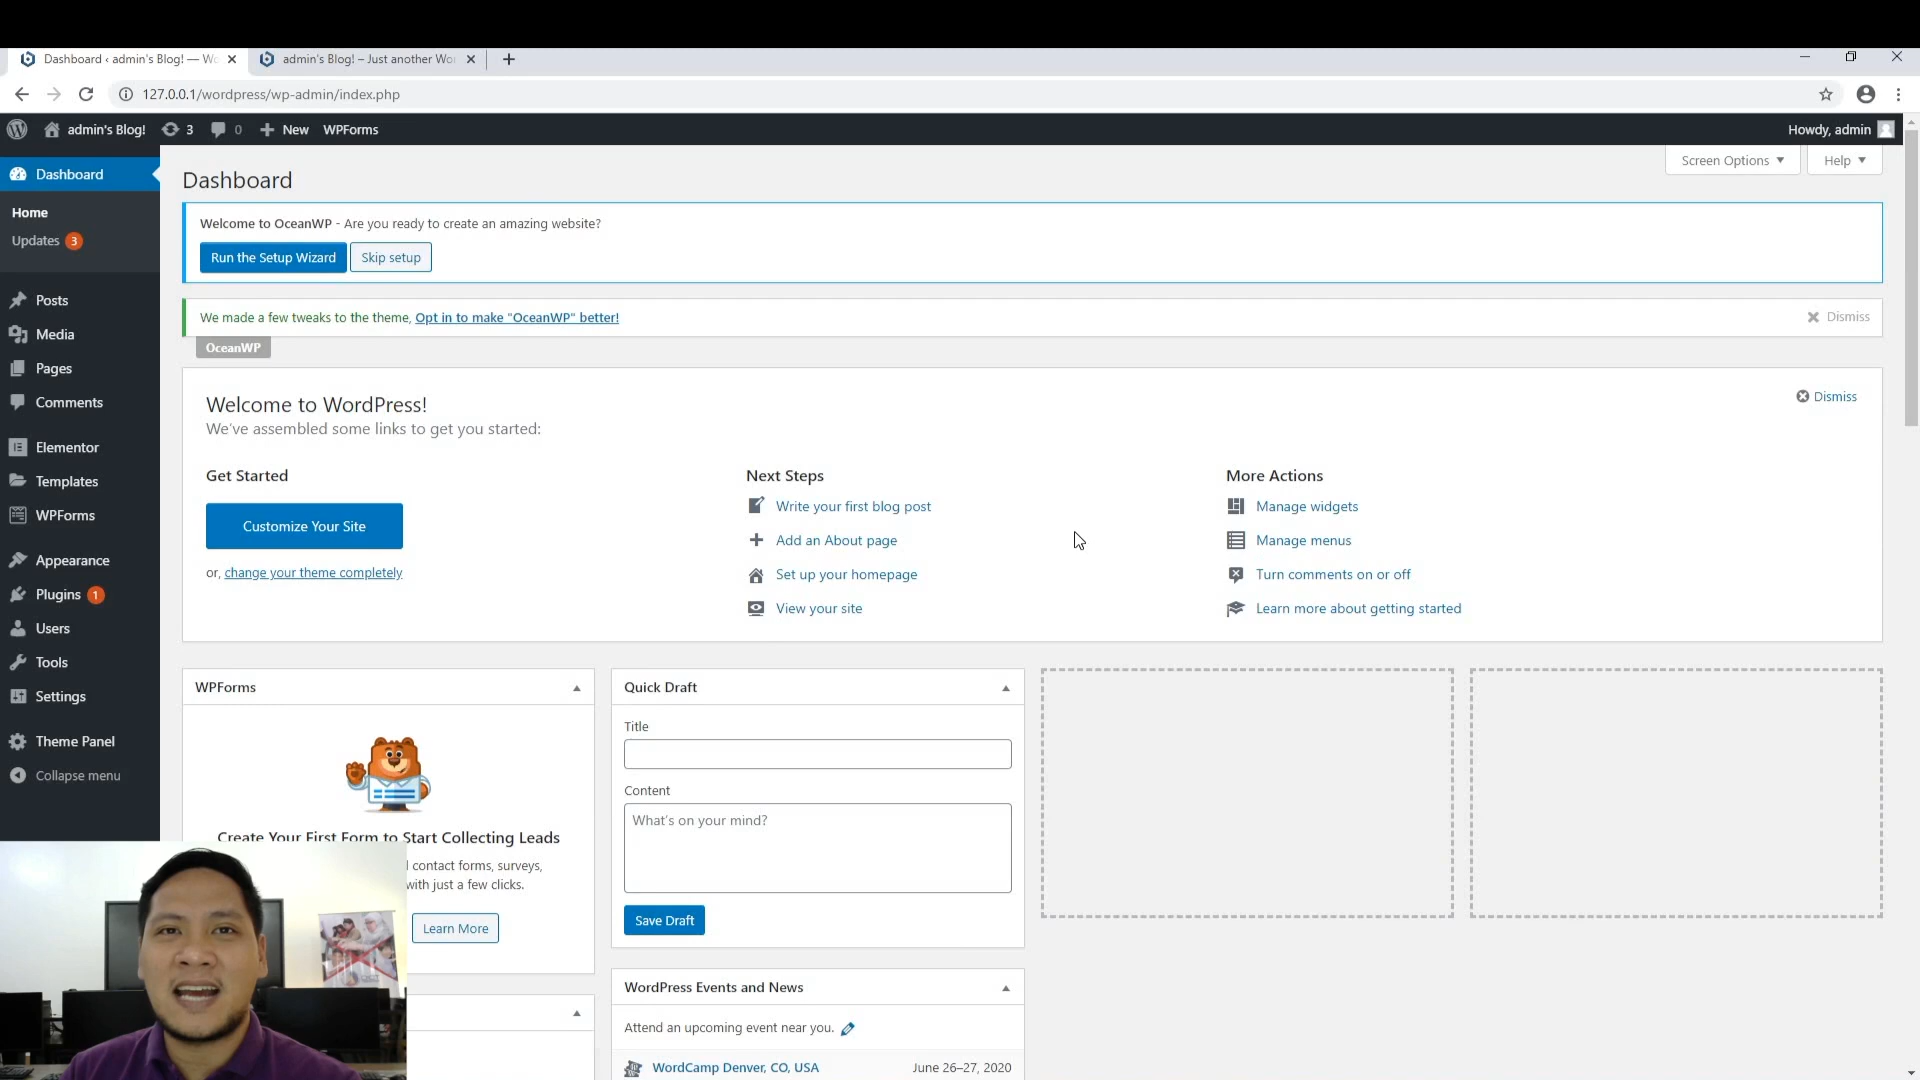 Dashboard ‹ admin's Blog! — Wo
admin's Blog! – Just another Wor
127.0.0.1/wordpress/wp-admin/index.php
admin's Blog! 3 0 New WPForms
Howdy, admin
Dashboard
Home
Updates 3
Posts
Media
Pages
Comments
Elementor
Templates
WPForms
Appearance
Plugins 1
Users
Tools
Settings
Theme Panel
Collapse menu
Screen Options
Help
Dashboard
Welcome to OceanWP - Are you ready to create an amazing website?
Run the Setup Wizard
Skip setup
We made a few tweaks to the theme, Opt in to make "OceanWP" better!
Dismiss
OceanWP
Welcome to WordPress!
We've assembled some links to get you started:
Dismiss
Get Started
Customize Your Site
or, change your theme completely
Next Steps
Write your first blog post
Add an About page
Set up your homepage
View your site
More Actions
Manage widgets
Manage menus
Turn comments on or off
Learn more about getting started
WPForms
Create Your First Form to Start Collecting Leads
contact forms, surveys,
with just a few clicks.
Learn More
Quick Draft
Title
Content
What's on your mind?
Save Draft
WordPress Events and News
Attend an upcoming event near you.
WordCamp Denver, CO, USA
June 26–27, 2020